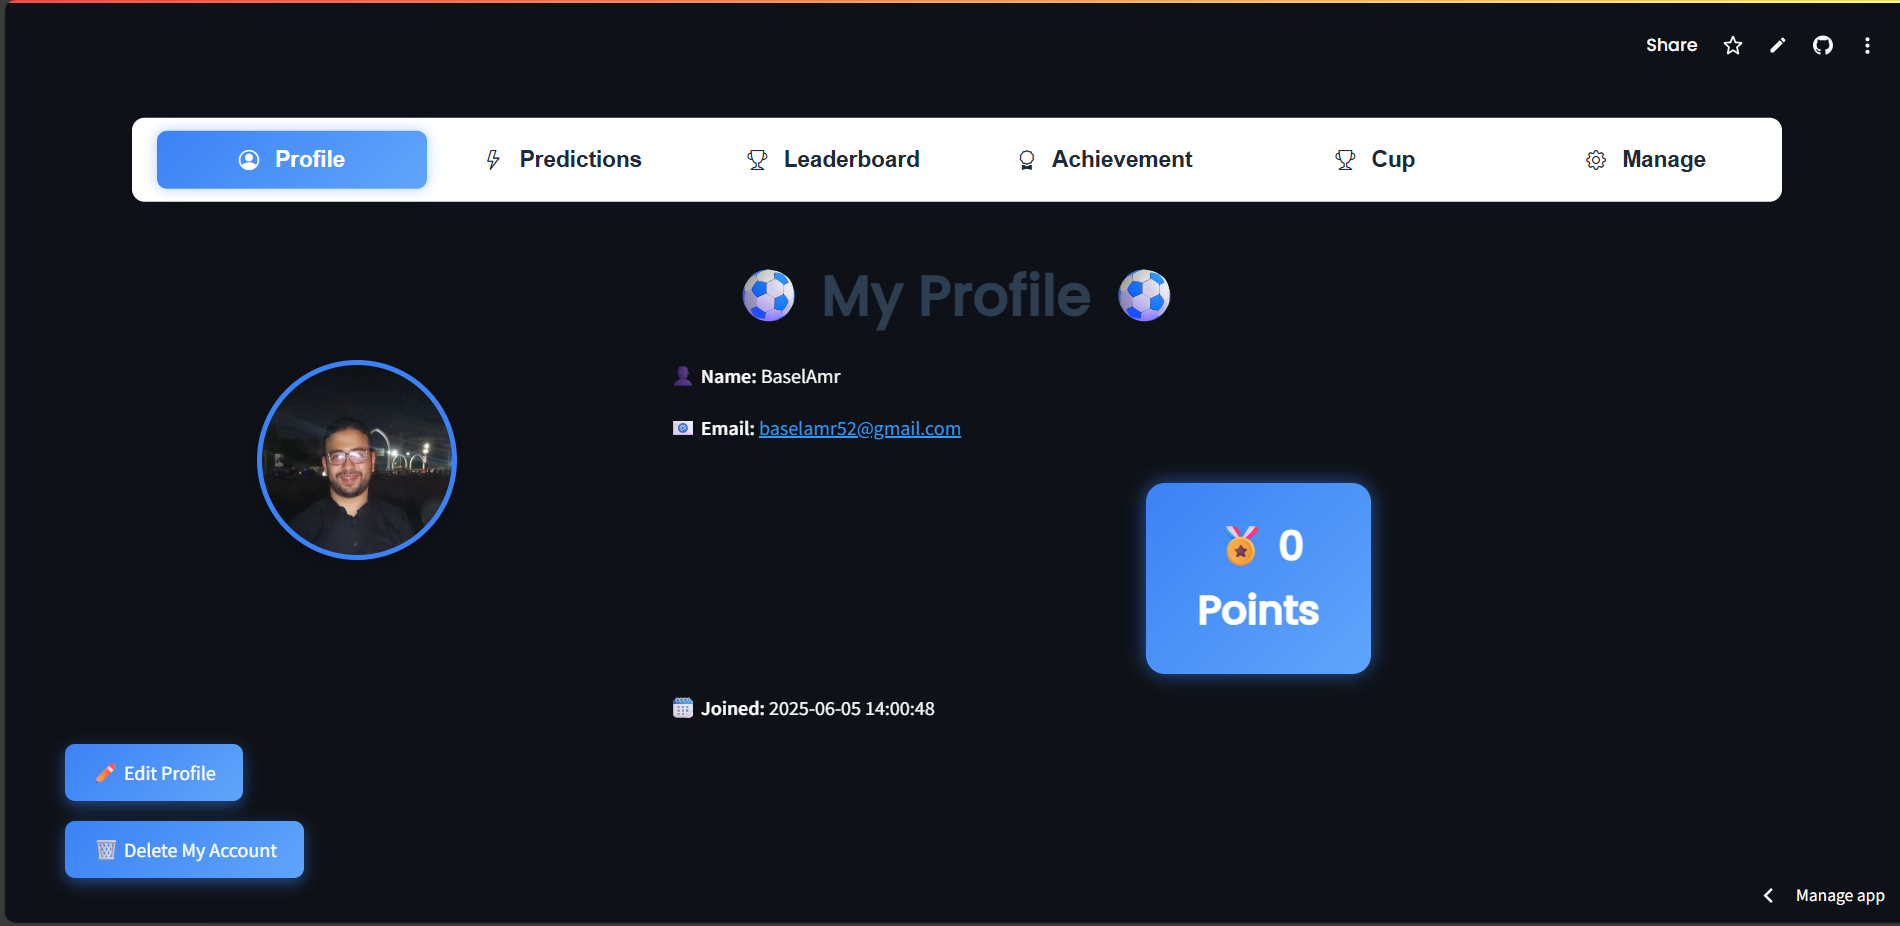 Share
Profile
Predictions
Leaderboard
Achievement
Cup
Manage
My Profile
Name: BaselAmr
Email: baselamr52@gmail.com
0
Points
Joined: 2025-06-05 14:00:48
Edit Profile
Delete My Account
Manage app